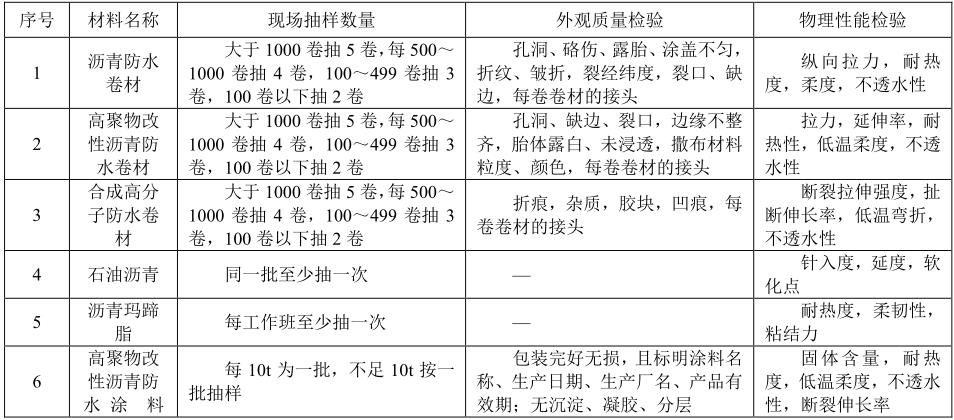 序号 材料名称 现场抽样数量 外观质量检验 物理性能检验
1
沥青防水
卷材
大于 1000 卷抽 5 卷，每 500～
1000 卷抽 4 卷，100～499 卷抽 3
卷，100 卷以下抽 2 卷
孔洞、硌伤、露胎、涂盖不匀，
折纹、皱折，裂经纬度，裂口、缺
边，每卷卷材的接头
纵向拉力，耐热
度，柔度，不透水性
2
高聚物改
性沥青防
水卷材
大于 1000 卷抽 5 卷，每 500～
1000 卷抽 4 卷，100～499 卷抽 3
卷，100 卷以下抽 2 卷
孔洞、缺边、裂口，边缘不整
齐，胎体露白、未浸透，撒布材料
粒度、颜色，每卷卷材的接头
拉力，延伸率，耐
热性，低温柔度，不透
水性
3
合成高分
子防水卷
材
大于 1000 卷抽 5 卷，每 500～
1000 卷抽 4 卷，100～499 卷抽 3
卷，100 卷以下抽 2 卷
折痕，杂质，胶块，凹痕，每
卷卷材的接头
断裂拉伸强度，扯
断伸长率，低温弯折，
不透水性
4
石油沥青
同一批至少抽一次
—
针入度，延度，软
化点
5
沥青玛蹄
脂
每工作班至少抽一次
—
耐热度，柔韧性，
粘结力
6
高聚物改
性沥青防
水 涂 料
每 10t 为一批，不足 10t 按一
批抽样
包装完好无损，且标明涂料名
称、生产日期、生产厂名、产品有
效期；无沉淀、凝胶、分层
固体含量，耐热
度，低温柔度，不透水
性，断裂伸长率